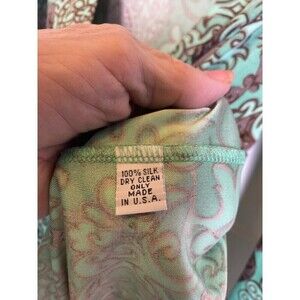 100% SILK
DRY CLEAN
ONLY
MADE
IN U.S.A.